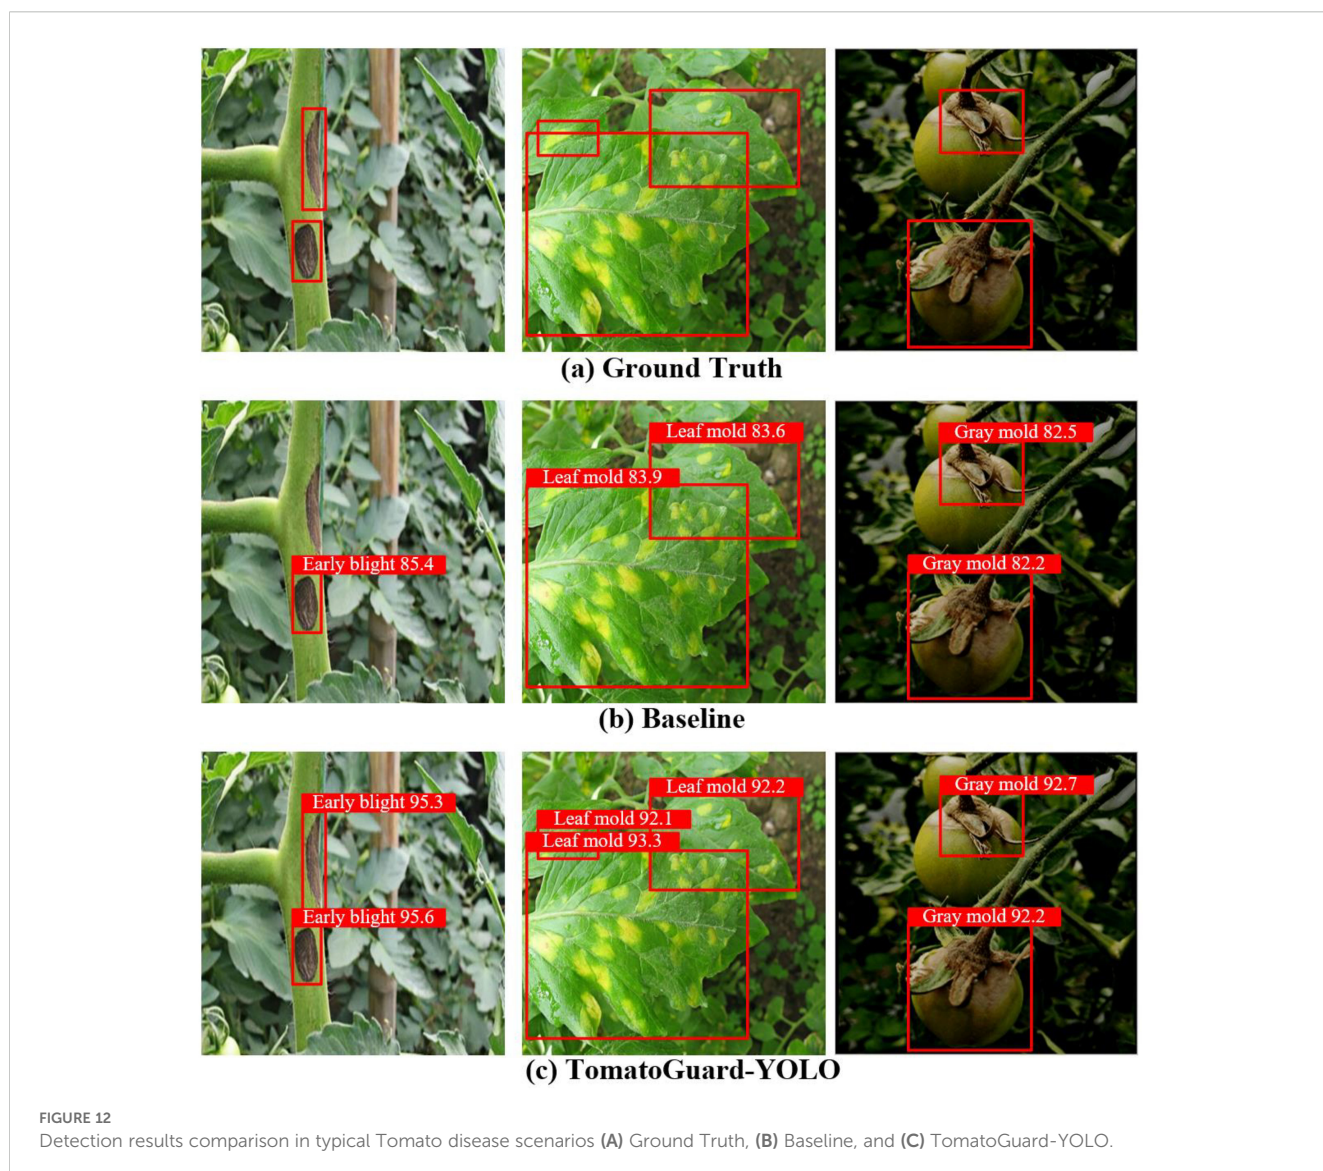 (a) Ground Truth
Leaf mold 83.6
Gray mold 82.5
Leaf mold 83.9
Early blight 85.4
Gray mold 82.2
(b) Baseline
Early blight 95.3
Leaf mold 92.2
Gray mold 92.7
Leaf mold 92.1
Leaf mold 93.3
Early blight 95.6
Gray mold 92.2
(c) TomatoGuard-YOLO
FIGURE 12
Detection results comparison in typical Tomato disease scenarios (A) Ground Truth, (B) Baseline, and (C) TomatoGuard-YOLO.